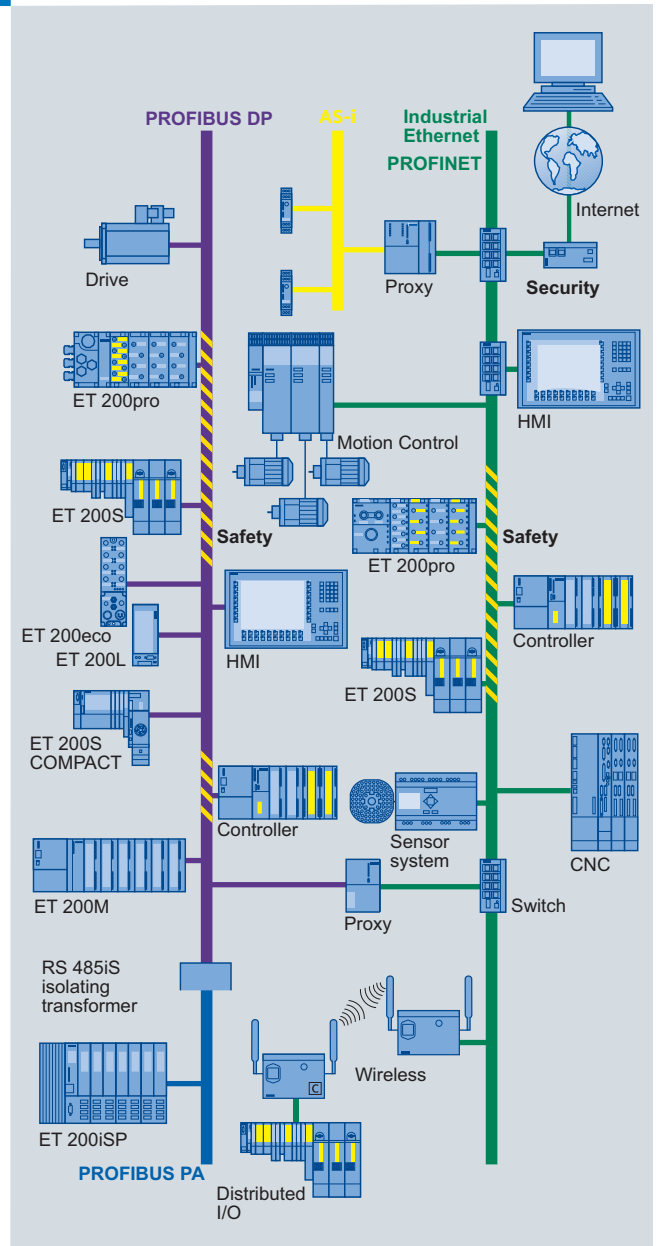 PROFIBUS DP
AS-i
Industrial
Ethernet
PROFINET
Internet
Drive
Proxy
Security
ET 200pro
HMI
Motion Control
ET 200S
Safety
Safety
ET 200pro
ET 200eco
ET 200L
HMI
Controller
ET 200S
ET 200S
COMPACT
Controller
Sensor
system
CNC
ET 200M
Proxy
Switch
RS 485iS
isolating
transformer
Wireless
C
ET 200iSP
PROFIBUS PA
Distributed
I/O